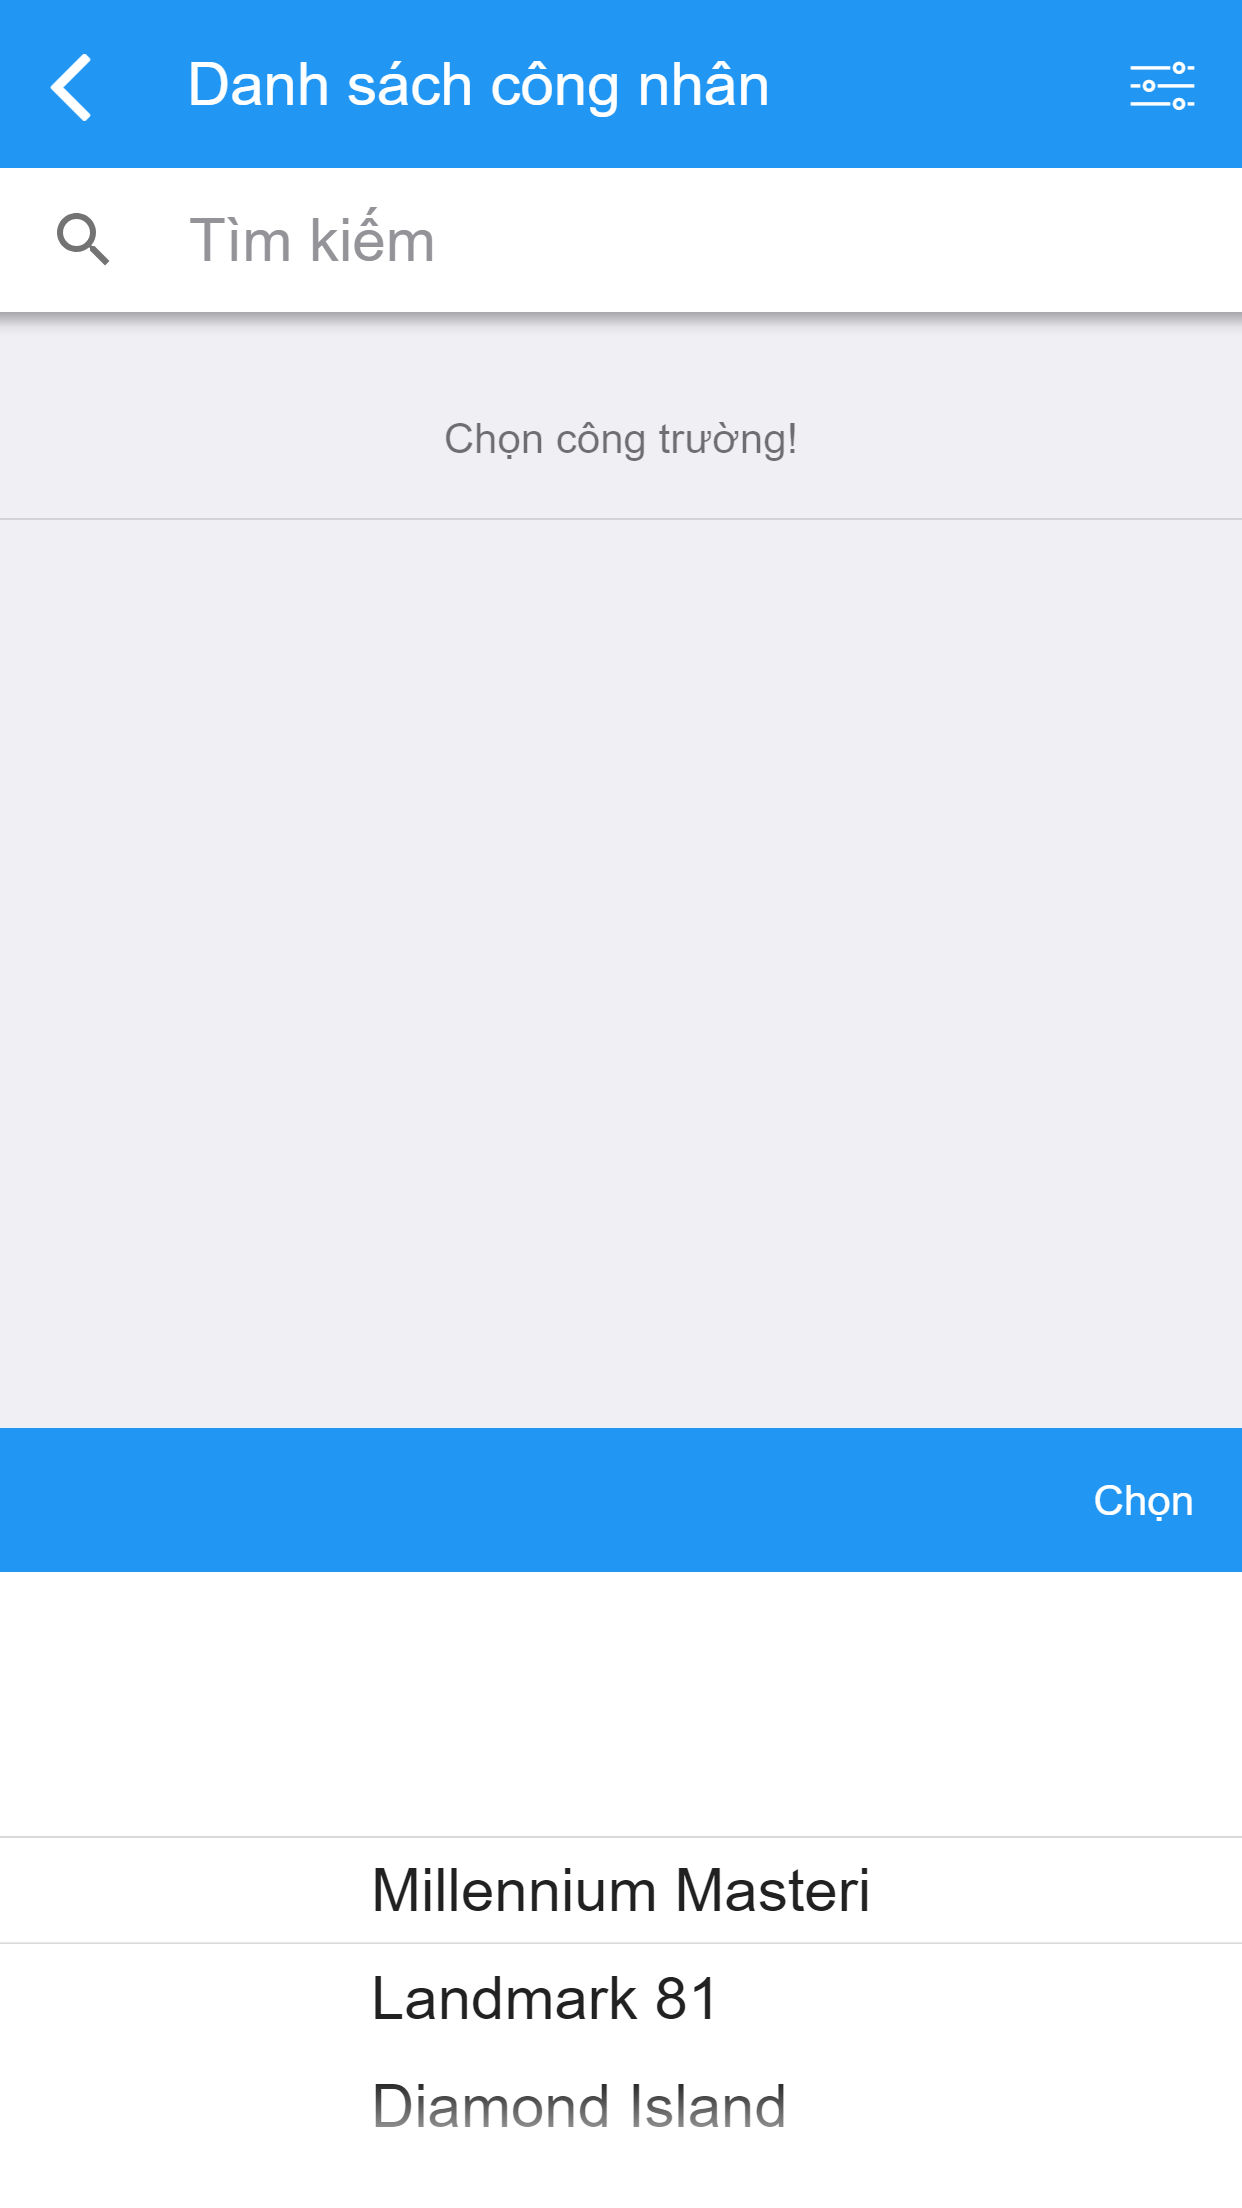 Danh sách công nhân
Tìm kiếm
Chọn công trường!
Chọn
Millennium Masteri
Landmark 81
Diamond Island